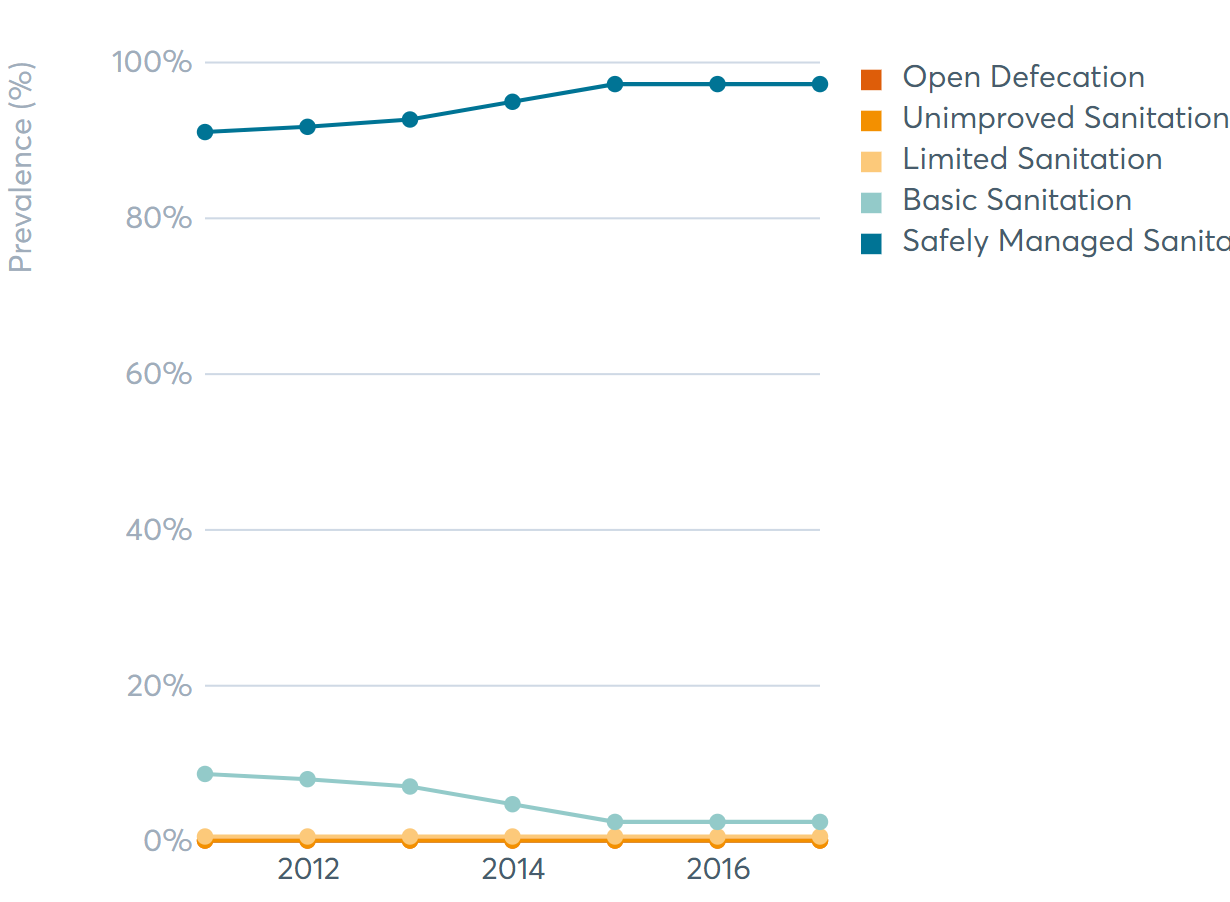 Prevalence (%)
100%
80%
60%
40%
20%
0%
2012
2014
2016
Open Defecation
Unimproved Sanitation
Limited Sanitation
Basic Sanitation
Safely Managed Sanita